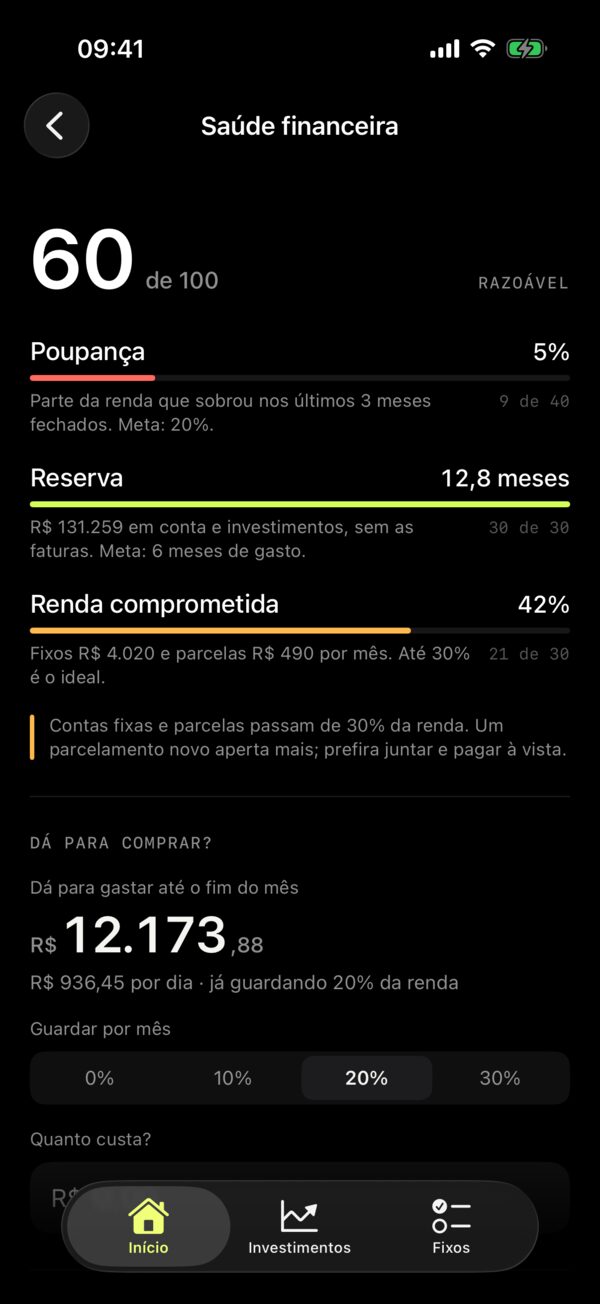 09:41
Saúde financeira
60 de 100
RAZOÁVEL
Poupança
5%
Parte da renda que sobrou nos últimos 3 meses
fechados. Meta: 20%.
9 de 40
Reserva
12,8 meses
R$ 131.259 em conta e investimentos, sem as
faturas. Meta: 6 meses de gasto.
30 de 30
Renda comprometida
42%
Fixos R$ 4.020 e parcelas R$ 490 por mês. Até 30%
é o ideal.
21 de 30
Contas fixas e parcelas passam de 30% da renda. Um
parcelamento novo aperta mais; prefira juntar e pagar à vista.
DÁ PARA COMPRAR?
Dá para gastar até o fim do mês
R$ 12.173,88
R$ 936,45 por dia · já guardando 20% da renda
Guardar por mês
0%
10%
20%
30%
Quanto custa?
R$
Início
Investimentos
Fixos